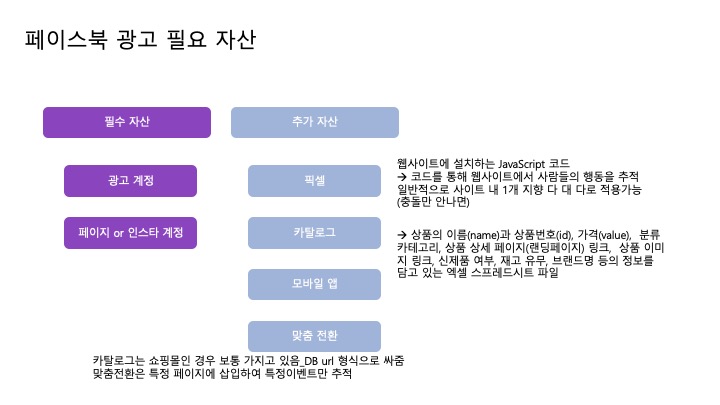 페이스북 광고 필요 자산
필수 자산
추가 자산
광고 계정
페이지 or 인스타 계정
픽셀
웹사이트에 설치하는 JavaScript 코드
→ 코드를 통해 웹사이트에서 사람들의 행동을 추적
일반적으로 사이트 내 1개 지향 다 대 다로 적용가능
(충돌만 안나면)
카탈로그
→ 상품의 이름(name)과 상품번호(id), 가격(value), 분류
카테고리, 상품 상세 페이지(랜딩페이지) 링크, 상품 이미
지 링크, 신제품 여부, 재고 유무, 브랜드명 등의 정보를
담고 있는 엑셀 스프레드시트 파일
모바일 앱
맞춤 전환
카탈로그는 쇼핑몰인 경우 보통 가지고 있음_DB url 형식으로 싸줌
맞춤전환은 특정 페이지에 삽입하여 특정이벤트만 추적